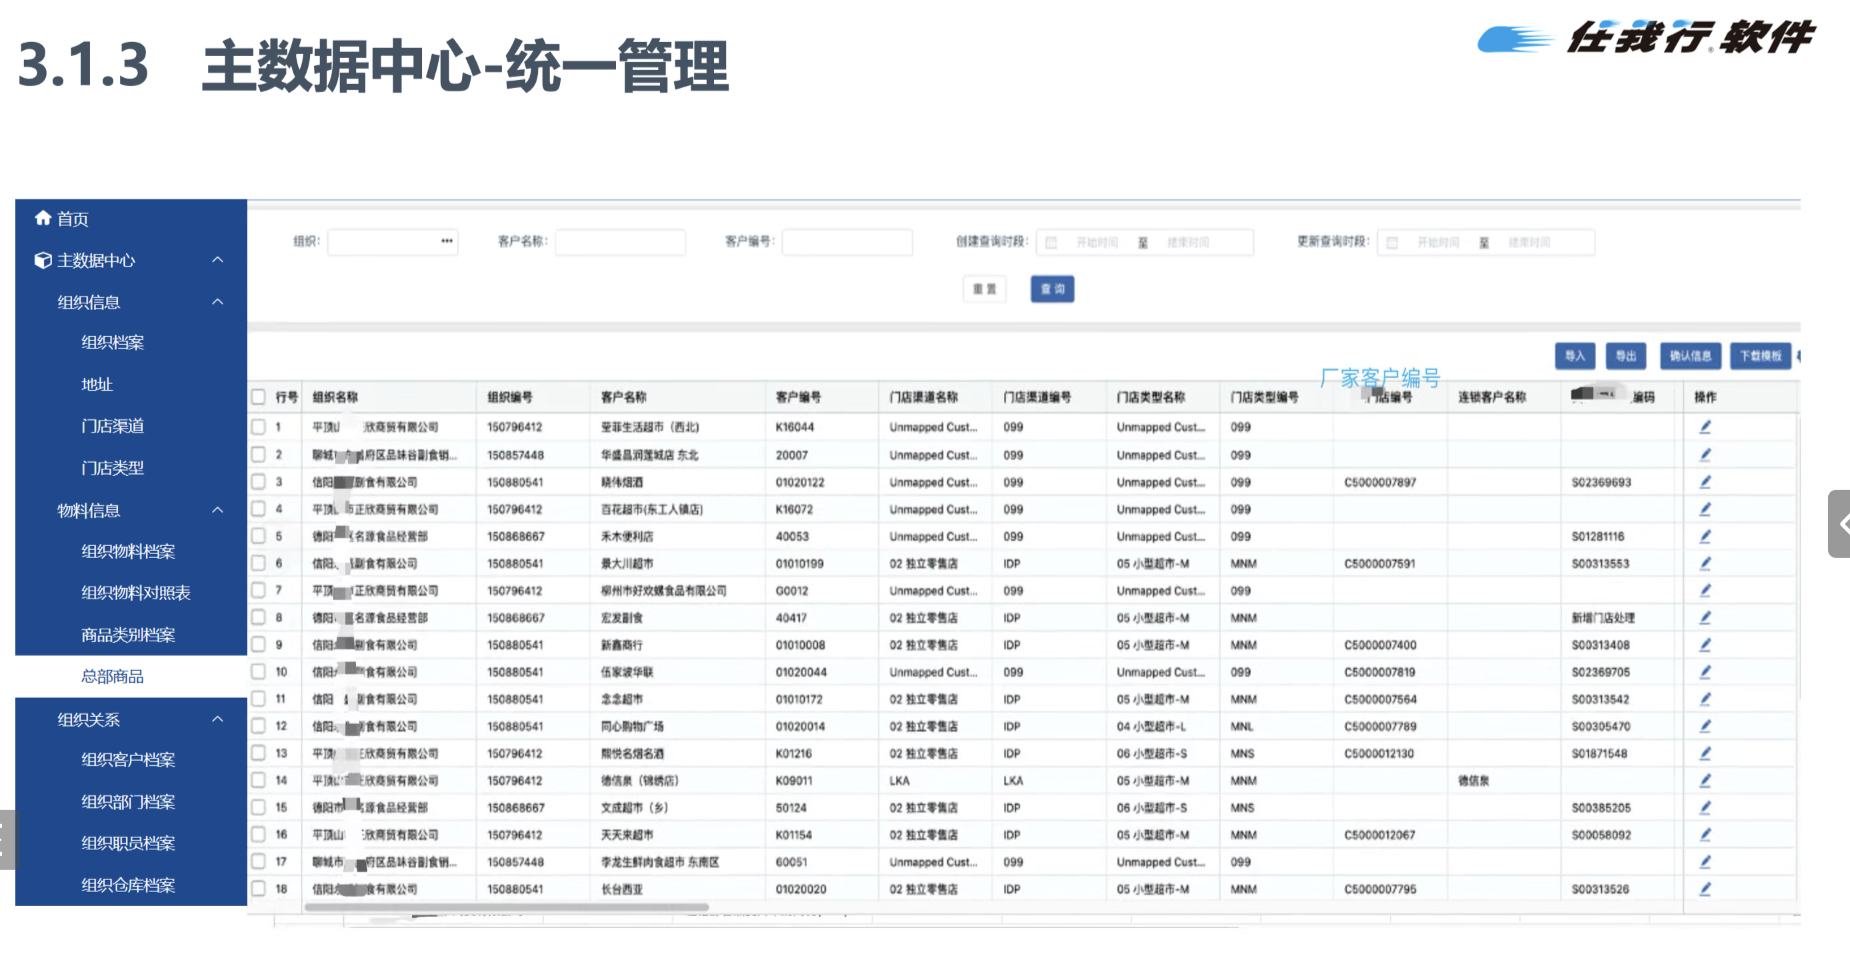 3.1.3 主数据中心-统一管理
任我行®软件
首页
主数据中心
组织信息
组织档案
地址
门店渠道
门店类型
物料信息
组织物料档案
组织物料对照表
商品类别档案
总部商品
组织关系
组织客户档案
组织部门档案
组织职员档案
组织仓库档案
组织: 客户名称: 客户编号: 创建查询时段: 开始时间 至 结束时间 更新查询时段: 开始时间 至 结束时间
重置 查询
导入 导出 确认信息 下载模板
厂家客户编号
行号 组织名称 组织编号 客户名称 客户编号 门店渠道名称 门店渠道编号 门店类型名称 门店类型编号 门店编号 连锁客户名称 编码 操作
1 平顶山 欣商贸有限公司 150796412 莹菲生活超市（西北) K16044 Unmapped Cust... 099 Unmapped Cust... 099
2 聊城 府区品味谷副食销... 150857448 华盛昌润莲城店 东北 20007 Unmapped Cust... 099 Unmapped Cust... 099
3 信阳 副食有限公司 150880541 晓伟烟酒 01020122 Unmapped Cust... 099 Unmapped Cust... 099 C5000007897 S02369693
4 平顶 市正欣商贸有限公司 150796412 百花超市(东工人镇店) K16072 Unmapped Cust... 099 Unmapped Cust... 099
5 德阳 区名源食品经营部 150868667 禾木便利店 40053 Unmapped Cust... 099 Unmapped Cust... 099 S01281116
6 信阳 副食有限公司 150880541 景大川超市 01010199 02 独立零售店 IDP 05 小型超市-M MNM C5000007591 S00313553
7 平顶 正欣商贸有限公司 150796412 柳州市好欢螺食品有限公司 G0012 Unmapped Cust... 099 Unmapped Cust... 099
8 德阳 名源食品经营部 150868667 宏发副食 40417 02 独立零售店 IDP 05 小型超市-M MNM 新增门店处理
9 信阳 副食有限公司 150880541 新鑫商行 01010008 02 独立零售店 IDP 05 小型超市-M MNM C5000007400 S00313408
10 信阳 副食有限公司 150880541 伍家坡华联 01020044 Unmapped Cust... 099 Unmapped Cust... 099 C5000007819 S02369705
11 信阳 副食有限公司 150880541 念念超市 01010172 02 独立零售店 IDP 05 小型超市-M MNM C5000007564 S00313542
12 信阳 副食有限公司 150880541 同心购物广场 01020014 02 独立零售店 IDP 04 小型超市-L MNL C5000007789 S00305470
13 平顶 正欣商贸有限公司 150796412 熙悦名烟名酒 K01216 02 独立零售店 IDP 06 小型超市-S MNS C5000012130 S01871548
14 平顶山 正欣商贸有限公司 150796412 德信泉（锦绣店） K09011 LKA LKA 05 小型超市-M MNM 德信泉
15 德阳市 名源食品经营部 150868667 文成超市（乡） 50124 02 独立零售店 IDP 06 小型超市-S MNS S00385205
16 平顶山 欣商贸有限公司 150796412 天天来超市 K01154 02 独立零售店 IDP 05 小型超市-M MNM C5000012067 S00058092
17 聊城市 府区品味谷副食销... 150857448 李龙生鲜肉食超市 东南区 60051 Unmapped Cust... 099 Unmapped Cust... 099
18 信阳 食有限公司 150880541 长台西亚 01020020 02 独立零售店 IDP 05 小型超市-M MNM C5000007795 S00313526